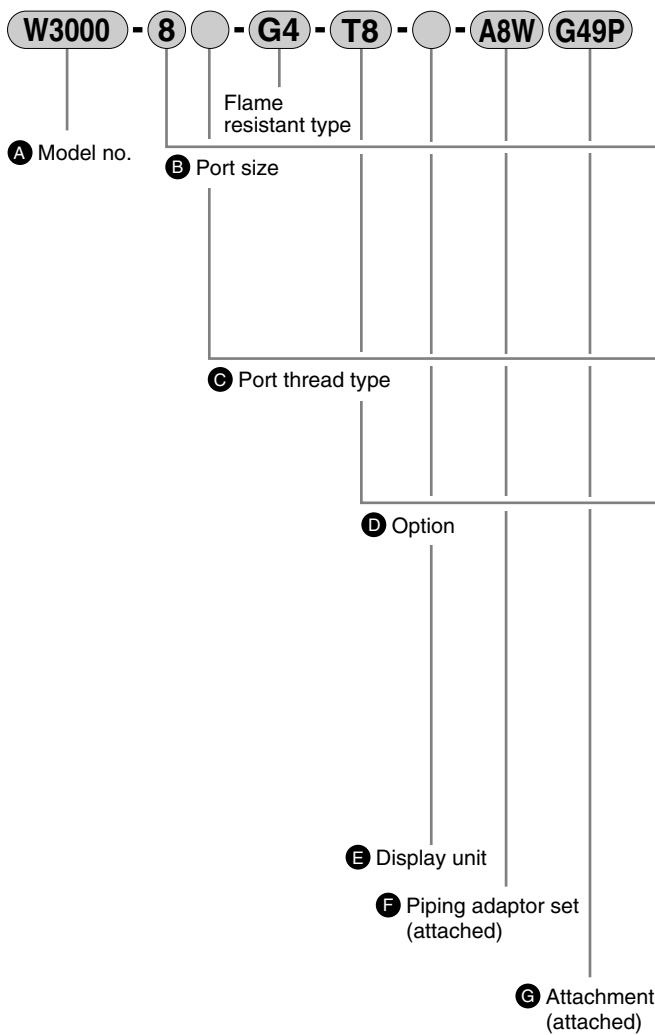 W3000 - 8 - G4 - T8 - - A8W G49P
Flame
resistant type
A Model no.
B Port size
C Port thread type
D Option
E Display unit
F Piping adaptor set
(attached)
G Attachment
(attached)